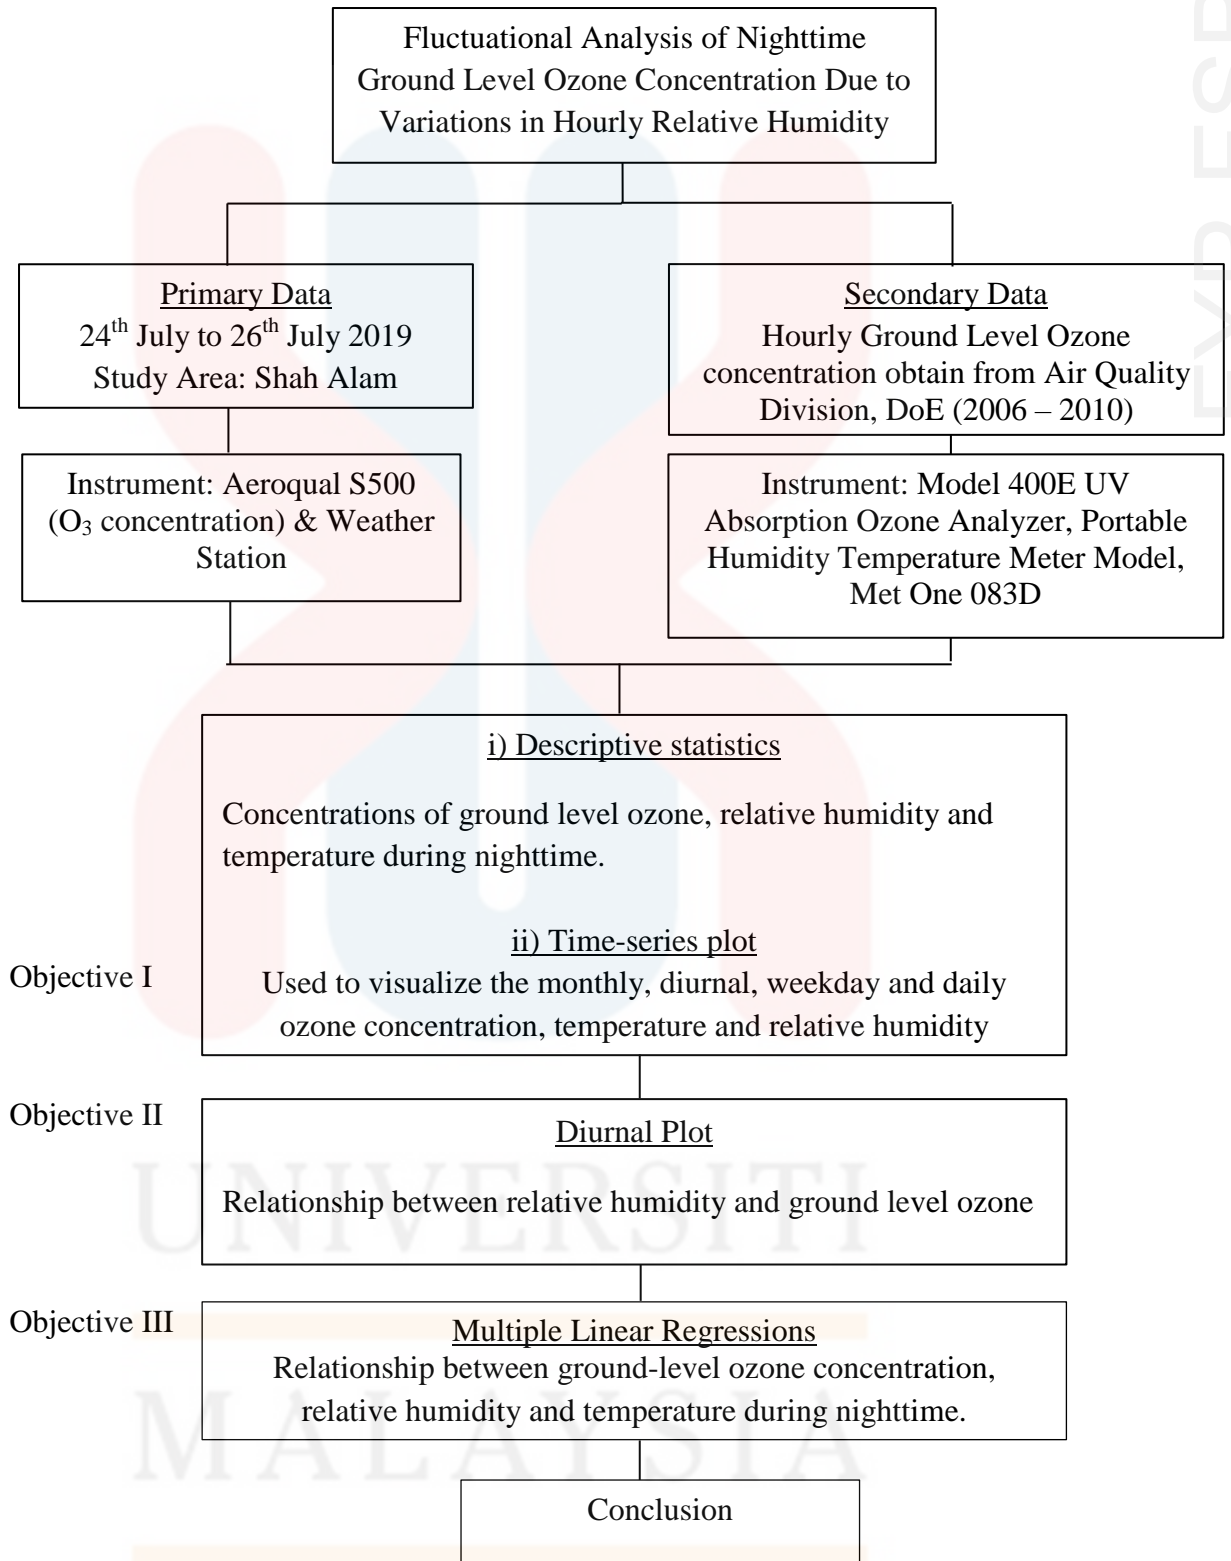 Fluctuational Analysis of Nighttime
Ground Level Ozone Concentration Due to
Variations in Hourly Relative Humidity
Primary Data
24th July to 26th July 2019
Study Area: Shah Alam
Secondary Data
Hourly Ground Level Ozone
concentration obtain from Air Quality
Division, DoE (2006 – 2010)
Instrument: Aeroqual S500
(O3 concentration) & Weather
Station
Instrument: Model 400E UV
Absorption Ozone Analyzer, Portable
Humidity Temperature Meter Model,
Met One 083D
i) Descriptive statistics
Concentrations of ground level ozone, relative humidity and
temperature during nighttime.
ii) Time-series plot
Objective I
Used to visualize the monthly, diurnal, weekday and daily
ozone concentration, temperature and relative humidity
Objective II
Diurnal Plot
Relationship between relative humidity and ground level ozone
Objective III
Multiple Linear Regressions
Relationship between ground-level ozone concentration,
relative humidity and temperature during nighttime.
Conclusion
UNIVERSITI
MALAYSIA